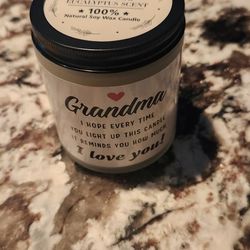 EUCALYPTUS SCENT
★ 100% ★
Natural Soy Wax Candle
Grandma
I HOPE EVERY TIME
YOU LIGHT UP THIS CANDLE
IT REMINDS YOU HOW MUCH
I love you!